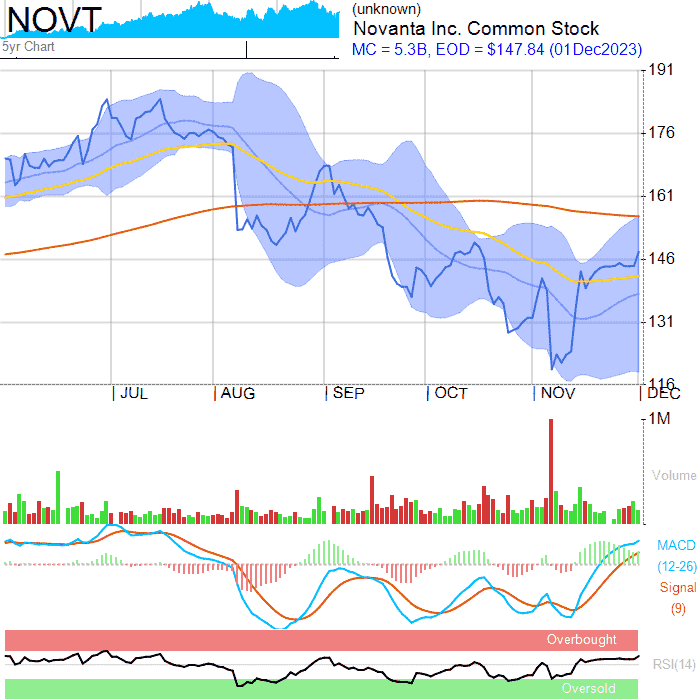 NOVT
(unknown)
Novanta Inc. Common Stock
5yr Chart
MC = 5.3B, EOD = $147.84 (01Dec2023)
191
176
161
146
131
116
JUL AUG SEP OCT NOV DEC
1M
Volume
MACD
(12-26)
Signal
(9)
Overbought
RSI(14)
Oversold